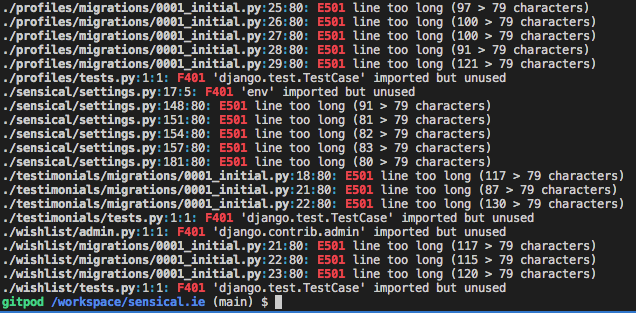 ./profiles/migrations/0001_initial.py:25:80: E501 line too long (97 > 79 characters)
./profiles/migrations/0001_initial.py:26:80: E501 line too long (100 > 79 characters)
./profiles/migrations/0001_initial.py:27:80: E501 line too long (100 > 79 characters)
./profiles/migrations/0001_initial.py:28:80: E501 line too long (91 > 79 characters)
./profiles/migrations/0001_initial.py:29:80: E501 line too long (121 > 79 characters)
./profiles/tests.py:1:1: F401 'django.test.TestCase' imported but unused
./sensical/settings.py:17:5: F401 'env' imported but unused
./sensical/settings.py:148:80: E501 line too long (91 > 79 characters)
./sensical/settings.py:151:80: E501 line too long (81 > 79 characters)
./sensical/settings.py:154:80: E501 line too long (82 > 79 characters)
./sensical/settings.py:157:80: E501 line too long (83 > 79 characters)
./sensical/settings.py:181:80: E501 line too long (80 > 79 characters)
./testimonials/migrations/0001_initial.py:18:80: E501 line too long (117 > 79 characters)
./testimonials/migrations/0001_initial.py:21:80: E501 line too long (87 > 79 characters)
./testimonials/migrations/0001_initial.py:22:80: E501 line too long (130 > 79 characters)
./testimonials/tests.py:1:1: F401 'django.test.TestCase' imported but unused
./wishlist/admin.py:1:1: F401 'django.contrib.admin' imported but unused
./wishlist/migrations/0001_initial.py:21:80: E501 line too long (117 > 79 characters)
./wishlist/migrations/0001_initial.py:22:80: E501 line too long (115 > 79 characters)
./wishlist/migrations/0001_initial.py:23:80: E501 line too long (120 > 79 characters)
./wishlist/tests.py:1:1: F401 'django.test.TestCase' imported but unused
gitpod /workspace/sensical.ie (main) $